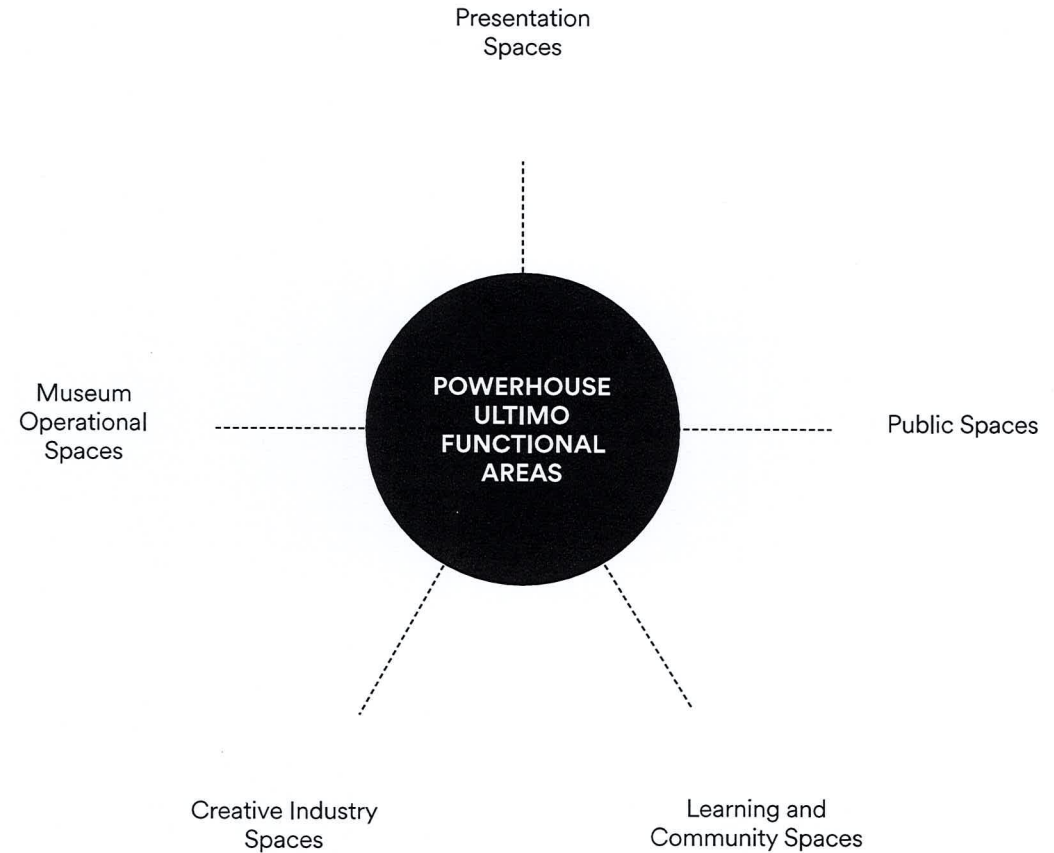 Presentation
Spaces
POWERHOUSE
ULTIMO
FUNCTIONAL
AREAS
Museum
Operational
Spaces
Public Spaces
Creative Industry
Spaces
Learning and
Community Spaces